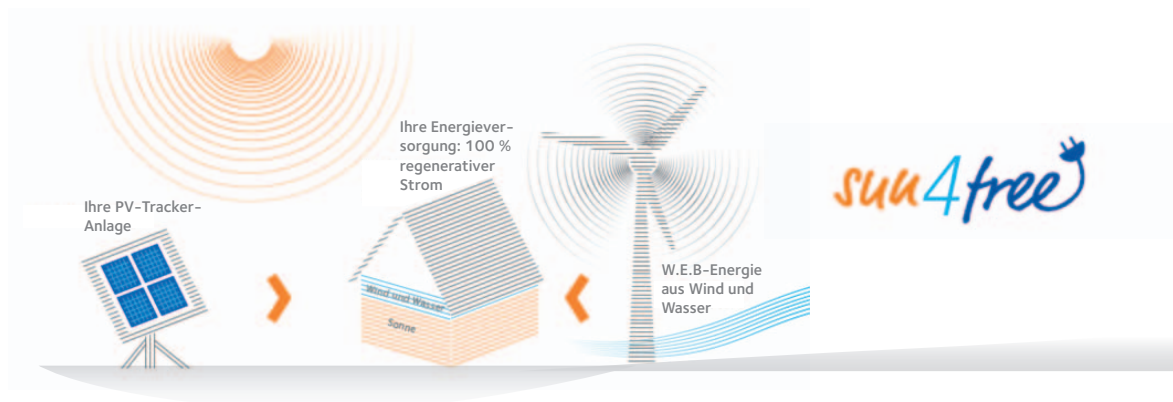 Ihre Energiever-
sorgung: 100 %
regenerativer
Strom
Ihre PV-Tracker-
Anlage
sun4free
W.E.B-Energie
aus Wind und
Wasser
Wind und Wasser
Sonne